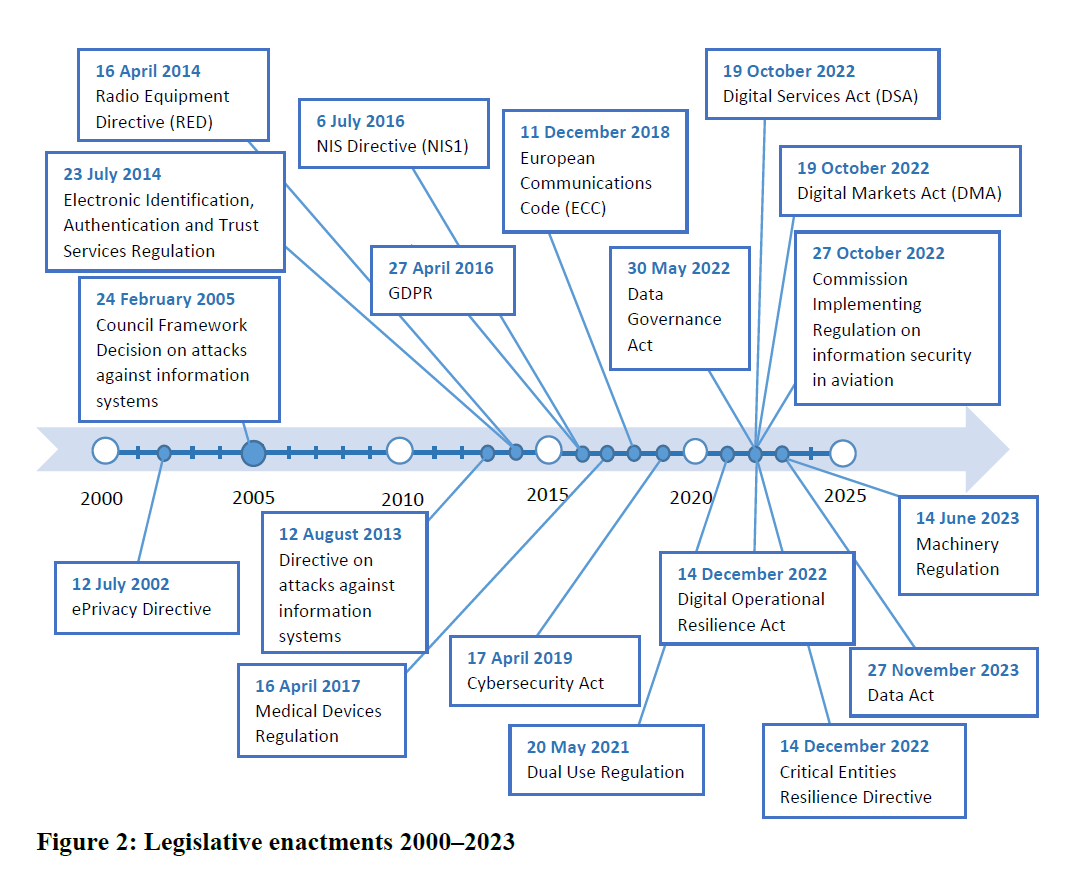 16 April 2014
Radio Equipment
Directive (RED)
23 July 2014
Electronic Identification,
Authentication and Trust
Services Regulation
24 February 2005
Council Framework
Decision on attacks
against information
systems
6 July 2016
NIS Directive (NIS1)
27 April 2016
GDPR
11 December 2018
European
Communications
Code (ECC)
30 May 2022
Data
Governance
Act
19 October 2022
Digital Services Act (DSA)
19 October 2022
Digital Markets Act (DMA)
27 October 2022
Commission
Implementing
Regulation on
information security
in aviation
2000
2005
2010
2015
2020
2025
12 July 2002
ePrivacy Directive
12 August 2013
Directive on
attacks against
information
systems
16 April 2017
Medical Devices
Regulation
17 April 2019
Cybersecurity Act
20 May 2021
Dual Use Regulation
14 December 2022
Digital Operational
Resilience Act
14 December 2022
Critical Entities
Resilience Directive
27 November 2023
Data Act
14 June 2023
Machinery
Regulation
Figure 2: Legislative enactments 2000–2023